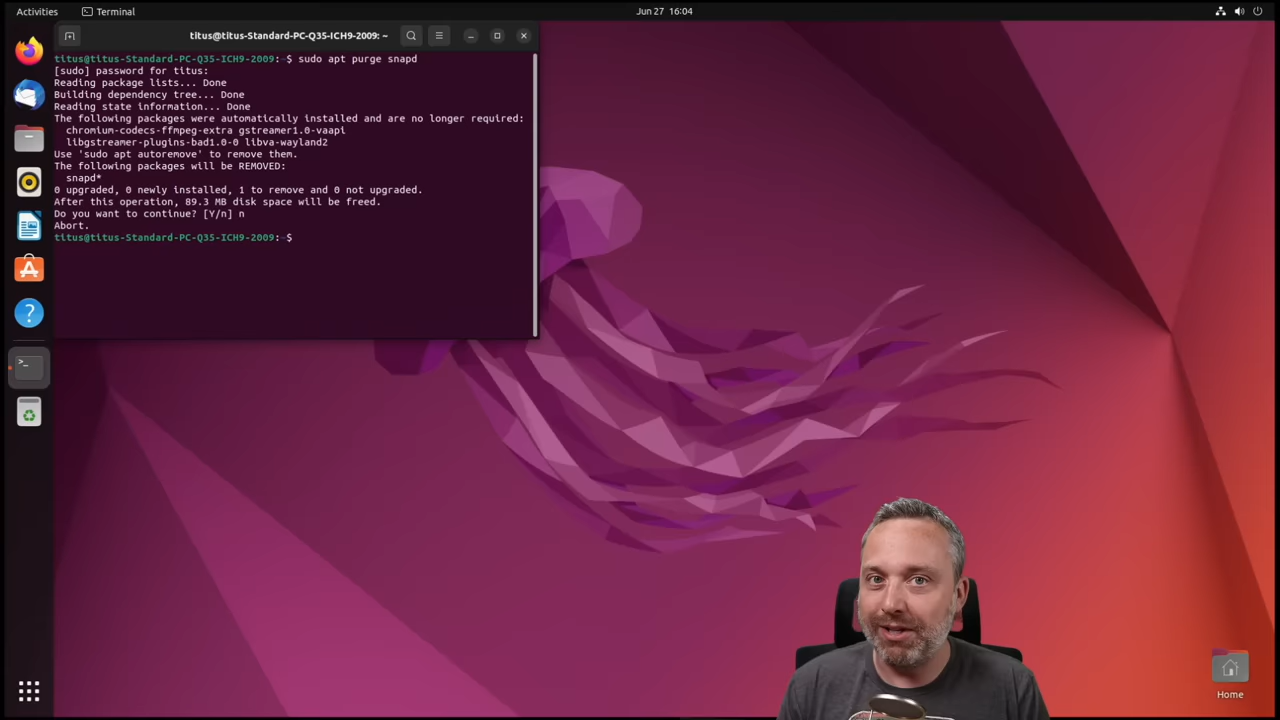 Activities
Terminal
Jun 27 16:04
titus@titus-Standard-PC-Q35-ICH9-2009: ~
titus@titus-Standard-PC-Q35-ICH9-2009:~$ sudo apt purge snapd
[sudo] password for titus:
Reading package lists... Done
Building dependency tree... Done
Reading state information... Done
The following packages were automatically installed and are no longer required:
chromium-codecs-ffmpeg-extra gstreamer1.0-vaapi
libgstreamer-plugins-bad1.0-0 libva-wayland2
Use 'sudo apt autoremove' to remove them.
The following packages will be REMOVED:
snapd*
0 upgraded, 0 newly installed, 1 to remove and 0 not upgraded.
After this operation, 89.3 MB disk space will be freed.
Do you want to continue? [Y/n] n
Abort.
titus@titus-Standard-PC-Q35-ICH9-2009:~$
Home